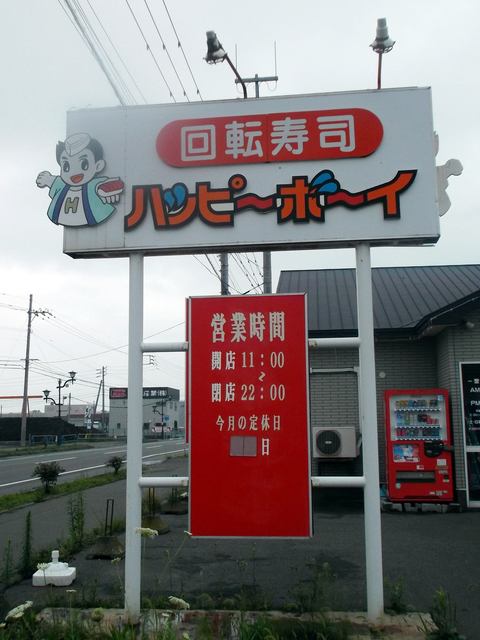 回転寿司
ハッピ〜ボ〜イ
H
営業時間
開店 11:00
〜
閉店 22:00
今月の定休日
日